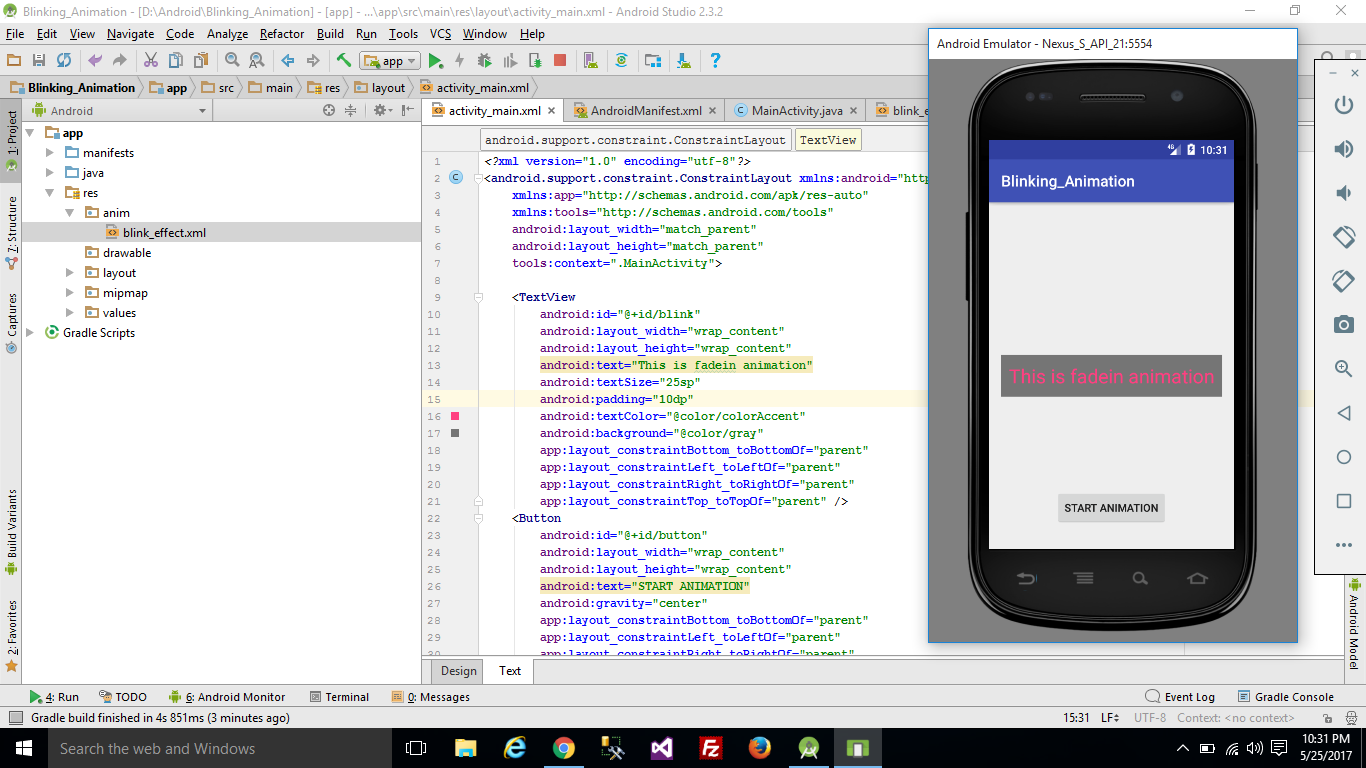 Blinking_Animation - [D:\Android\Blinking_Animation] - [app] - ...\app\src\main\res\layout\activity_main.xml - Android Studio 2.3.2
File Edit View Navigate Code Analyze Refactor Build Run Tools VCS Window Help
app
Blinking_Animation app src main res layout activity_main.xml
Android
activity_main.xml AndroidManifest.xml MainActivity.java blink_e
android.support.constraint.ConstraintLayout TextView
1: Project
7: Structure
Captures
Build Variants
2: Favorites
app
manifests
java
res
anim
blink_effect.xml
drawable
layout
mipmap
values
Gradle Scripts
1 <?xml version="1.0" encoding="utf-8"?>
2 <android.support.constraint.ConstraintLayout xmlns:android="http
3 xmlns:app="http://schemas.android.com/apk/res-auto"
4 xmlns:tools="http://schemas.android.com/tools"
5 android:layout_width="match_parent"
6 android:layout_height="match_parent"
7 tools:context=".MainActivity">
8
9 <TextView
10 android:id="@+id/blink"
11 android:layout_width="wrap_content"
12 android:layout_height="wrap_content"
13 android:text="This is fadein animation"
14 android:textSize="25sp"
15 android:padding="10dp"
16 android:textColor="@color/colorAccent"
17 android:background="@color/gray"
18 app:layout_constraintBottom_toBottomOf="parent"
19 app:layout_constraintLeft_toLeftOf="parent"
20 app:layout_constraintRight_toRightOf="parent"
21 app:layout_constraintTop_toTopOf="parent" />
22 <Button
23 android:id="@+id/button"
24 android:layout_width="wrap_content"
25 android:layout_height="wrap_content"
26 android:text="START ANIMATION"
27 android:gravity="center"
28 app:layout_constraintBottom_toBottomOf="parent"
29 app:layout_constraintLeft_toLeftOf="parent"
30 app:layout_constraintRight_toRightOf="parent"
Design Text
Android Emulator - Nexus_S_API_21:5554
4G 10:31
Blinking_Animation
This is fadein animation
START ANIMATION
Android Model
4: Run TODO 6: Android Monitor Terminal 0: Messages Event Log Gradle Console
Gradle build finished in 4s 851ms (3 minutes ago) 15:31 LF UTF-8 Context: <no context>
Search the web and Windows
10:31 PM
5/25/2017